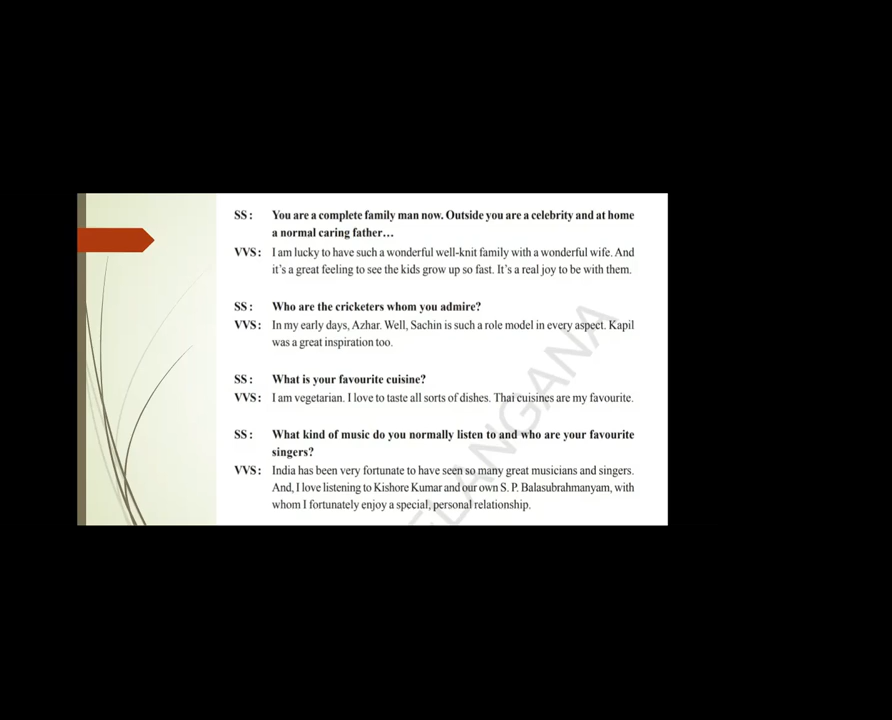 SS : You are a complete family man now. Outside you are a celebrity and at home
a normal caring father…
VVS : I am lucky to have such a wonderful well-knit family with a wonderful wife. And
it's a great feeling to see the kids grow up so fast. It's a real joy to be with them.
SS : Who are the cricketers whom you admire?
VVS : In my early days, Azhar. Well, Sachin is such a role model in every aspect. Kapil
was a great inspiration too.
SS : What is your favourite cuisine?
VVS : I am vegetarian. I love to taste all sorts of dishes. Thai cuisines are my favourite.
SS : What kind of music do you normally listen to and who are your favourite
singers?
VVS : India has been very fortunate to have seen so many great musicians and singers.
And, I love listening to Kishore Kumar and our own S. P. Balasubrahmanyam, with
whom I fortunately enjoy a special, personal relationship.
ELANGANA